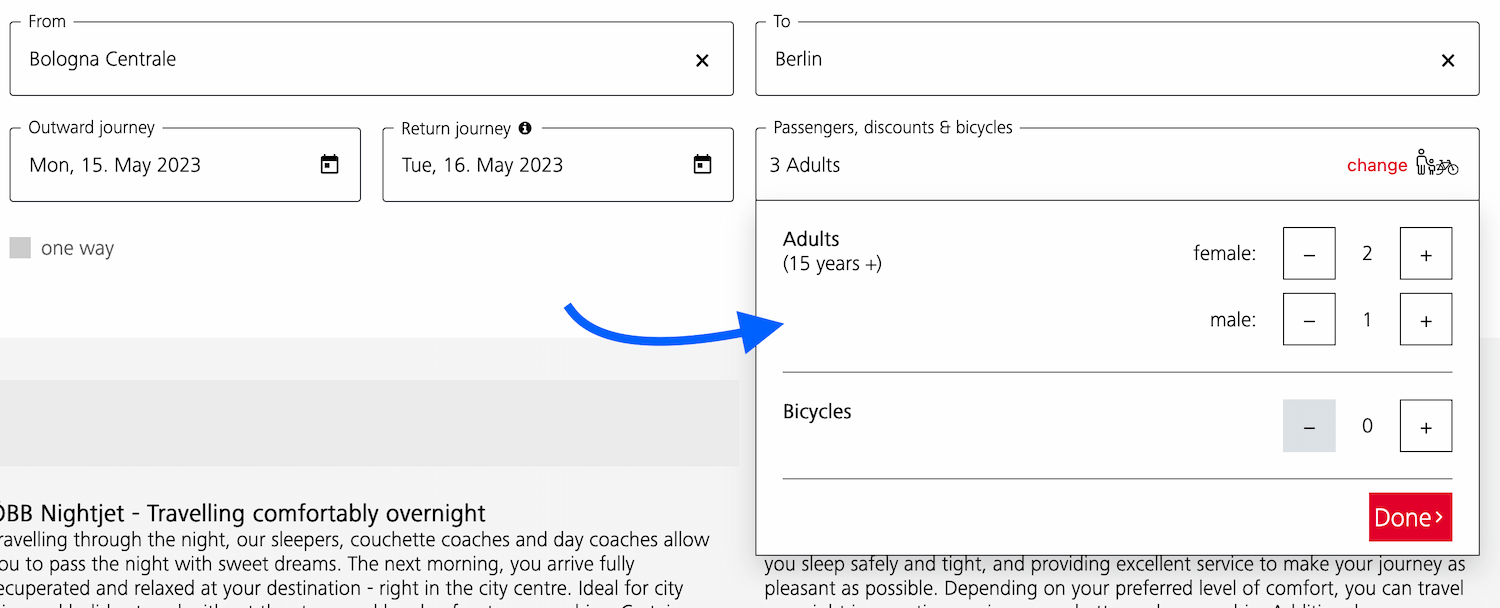 From
To
Bologna Centrale
Berlin
Outward journey
Return journey
Passengers, discounts & bicycles
Mon, 15. May 2023
Tue, 16. May 2023
3 Adults
change
one way
Adults
(15 years +)
female:
–
2
+
male:
–
1
+
Bicycles
–
0
+
Done
ÖBB Nightjet - Travelling comfortably overnight
ravelling through the night, our sleepers, couchette coaches and day coaches allow
ou to pass the night with sweet dreams. The next morning, you arrive fully
ecuperated and relaxed at your destination - right in the city centre. Ideal for city
you sleep safely and tight, and providing excellent service to make your journey as
pleasant as possible. Depending on your preferred level of comfort, you can travel